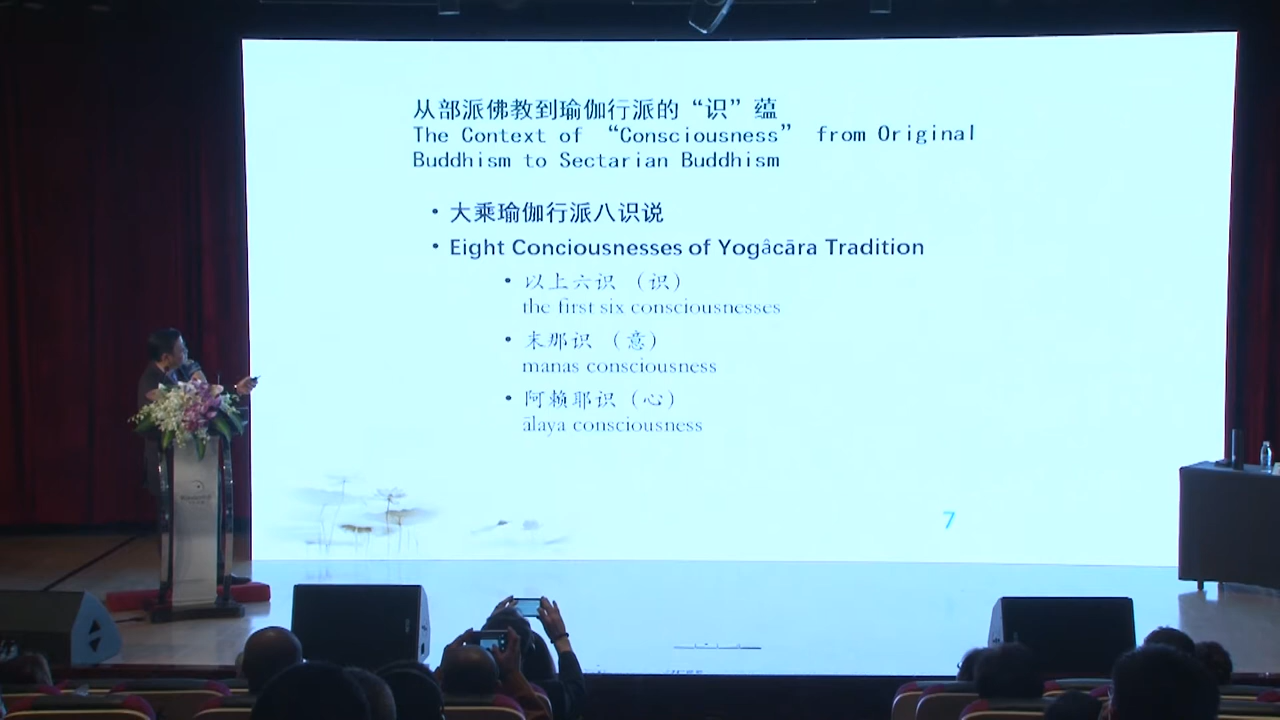 从部派佛教到瑜伽行派的“识”蕴
The Context of “Consciousness” from Original
Buddhism to Sectarian Buddhism
• 大乘瑜伽行派八识说
• Eight Conciousnesses of Yogâcāra Tradition
• 以上六识 （识）
the first six consciousnesses
• 末那识 （意）
manas consciousness
• 阿赖耶识（心）
ālaya consciousness
7